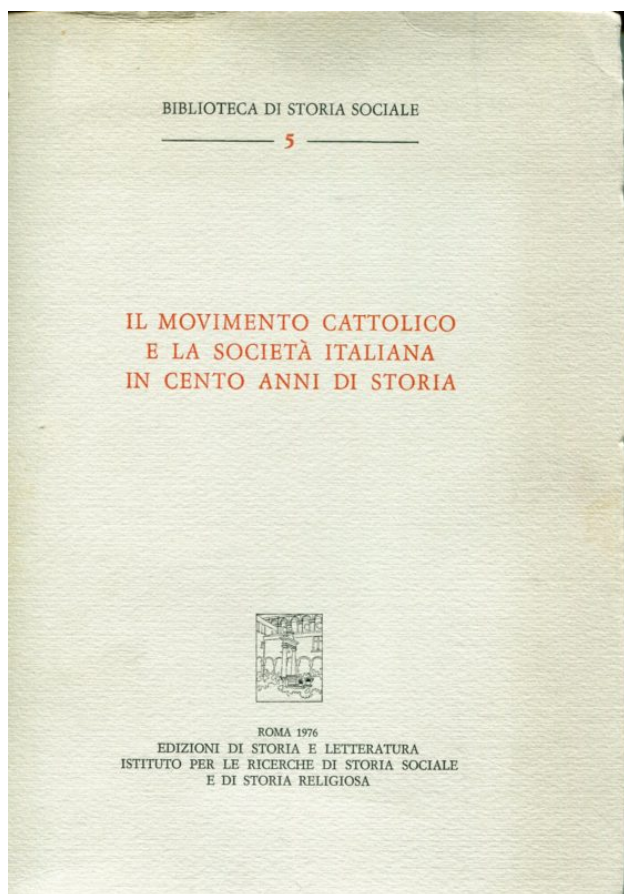 BIBLIOTECA DI STORIA SOCIALE
5
IL MOVIMENTO CATTOLICO
E LA SOCIETÀ ITALIANA
IN CENTO ANNI DI STORIA
ROMA 1976
EDIZIONI DI STORIA E LETTERATURA
ISTITUTO PER LE RICERCHE DI STORIA SOCIALE
E DI STORIA RELIGIOSA